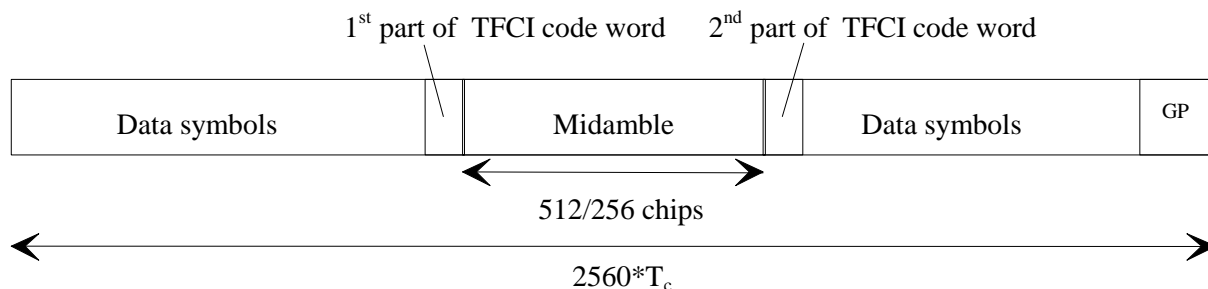 1st part of TFCI code word 2nd part of TFCI code word
Data symbols Midamble Data symbols GP
512/256 chips
2560*Tc